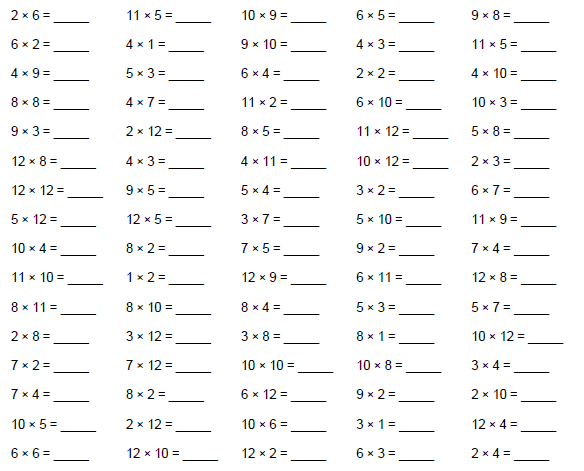 2 × 6 = _____ 11 × 5 = _____ 10 × 9 = _____ 6 × 5 = _____ 9 × 8 = _____
6 × 2 = _____ 4 × 1 = _____ 9 × 10 = _____ 4 × 3 = _____ 11 × 5 = _____
4 × 9 = _____ 5 × 3 = _____ 6 × 4 = _____ 2 × 2 = _____ 4 × 10 = _____
8 × 8 = _____ 4 × 7 = _____ 11 × 2 = _____ 6 × 10 = _____ 10 × 3 = _____
9 × 3 = _____ 2 × 12 = _____ 8 × 5 = _____ 11 × 12 = _____ 5 × 8 = _____
12 × 8 = _____ 4 × 3 = _____ 4 × 11 = _____ 10 × 12 = _____ 2 × 3 = _____
12 × 12 = _____ 9 × 5 = _____ 5 × 4 = _____ 3 × 2 = _____ 6 × 7 = _____
5 × 12 = _____ 12 × 5 = _____ 3 × 7 = _____ 5 × 10 = _____ 11 × 9 = _____
10 × 4 = _____ 8 × 2 = _____ 7 × 5 = _____ 9 × 2 = _____ 7 × 4 = _____
11 × 10 = _____ 1 × 2 = _____ 12 × 9 = _____ 6 × 11 = _____ 12 × 8 = _____
8 × 11 = _____ 8 × 10 = _____ 8 × 4 = _____ 5 × 3 = _____ 5 × 7 = _____
2 × 8 = _____ 3 × 12 = _____ 3 × 8 = _____ 8 × 1 = _____ 10 × 12 = _____
7 × 2 = _____ 7 × 12 = _____ 10 × 10 = _____ 10 × 8 = _____ 3 × 4 = _____
7 × 4 = _____ 8 × 2 = _____ 6 × 12 = _____ 9 × 2 = _____ 2 × 10 = _____
10 × 5 = _____ 2 × 12 = _____ 10 × 6 = _____ 3 × 1 = _____ 12 × 4 = _____
6 × 6 = _____ 12 × 10 = _____ 12 × 2 = _____ 6 × 3 = _____ 2 × 4 = _____